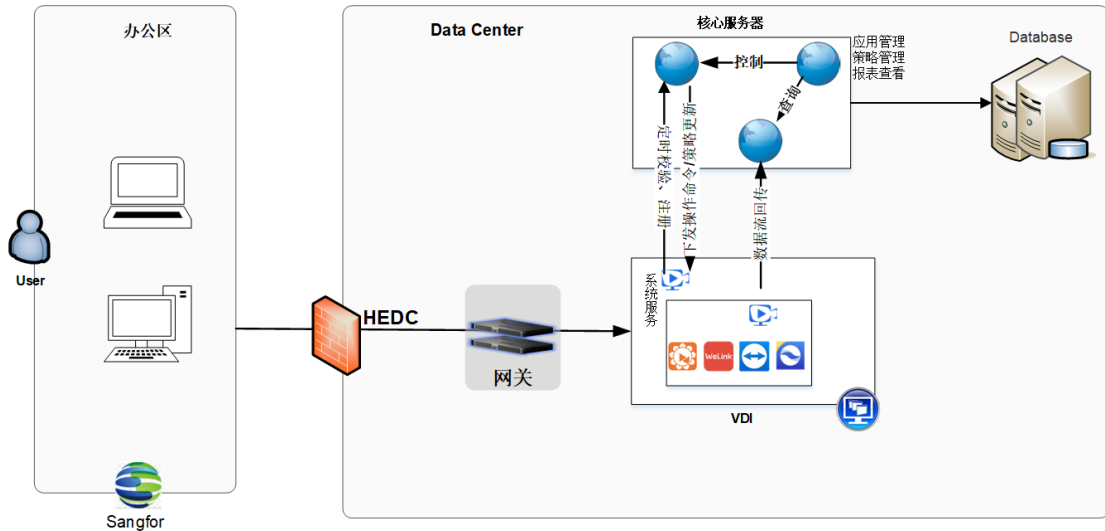 办公区
User
Sangfor
Data Center
HEDC
网关
核心服务器
控制
查询
应用管理
策略管理
报表查看
Database
定时校验、注册
下发操作命令/策略更新
数据流回传
系统服务
WeLink
VDI